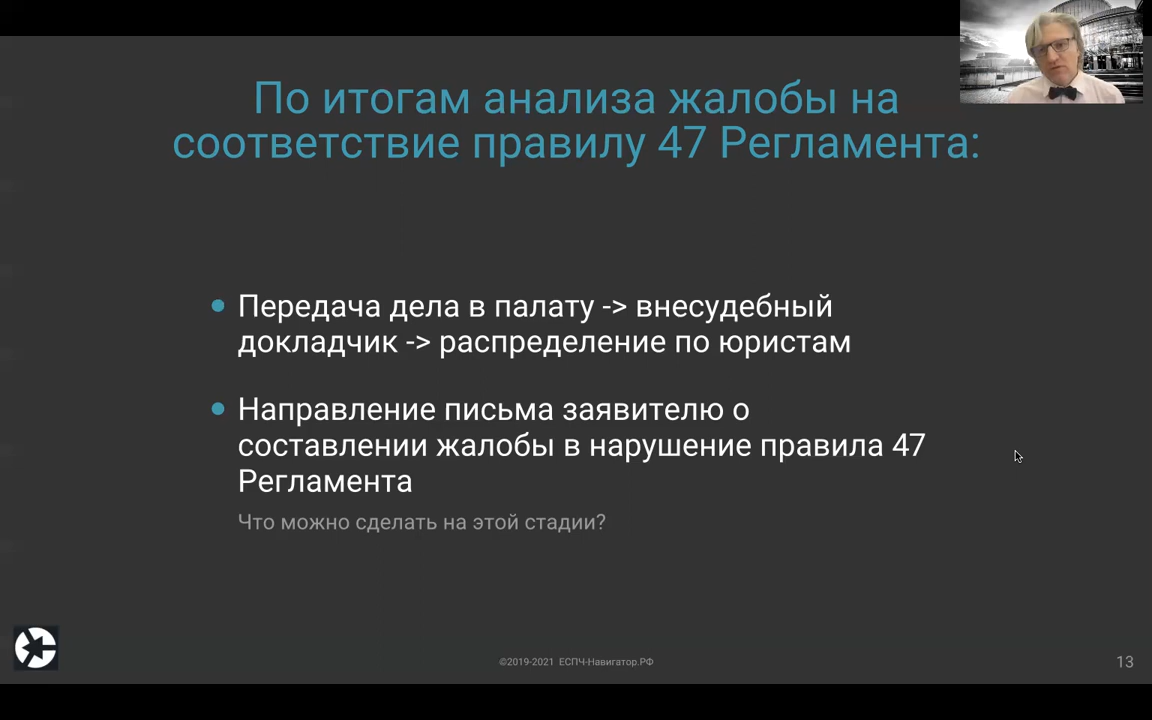 По итогам анализа жалобы на
соответствие правилу 47 Регламента:
Передача дела в палату -> внесудебный
докладчик -> распределение по юристам
Направление письма заявителю о
составлении жалобы в нарушение правила 47
Регламента
Что можно сделать на этой стадии?
©2019-2021 ЕСПЧ-Навигатор.РФ
13